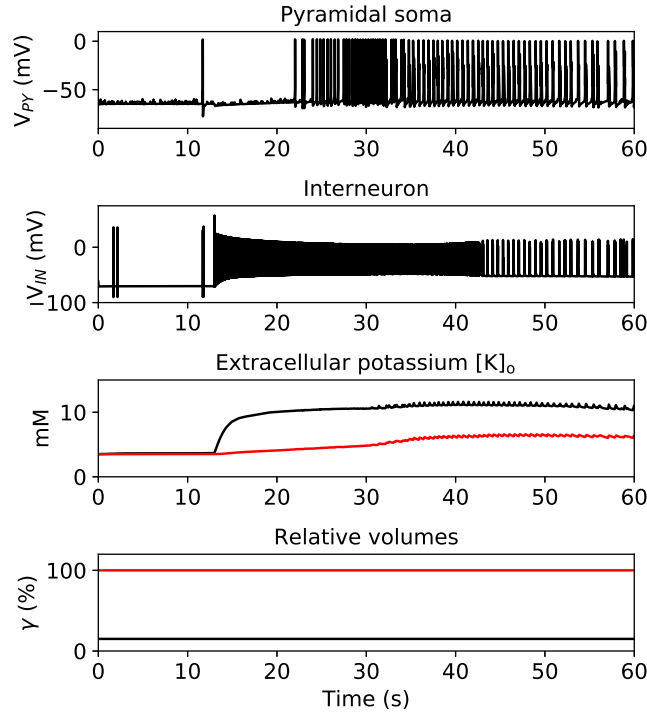 Pyramidal soma
V_PY (mV)
0
−50
0 10 20 30 40 50 60
Interneuron
V_IN (mV)
0
−100
0 10 20 30 40 50 60
Extracellular potassium [K]ₒ
mM
10
0
0 10 20 30 40 50 60
Relative volumes
γ (%)
100
0
0 10 20 30 40 50 60
Time (s)